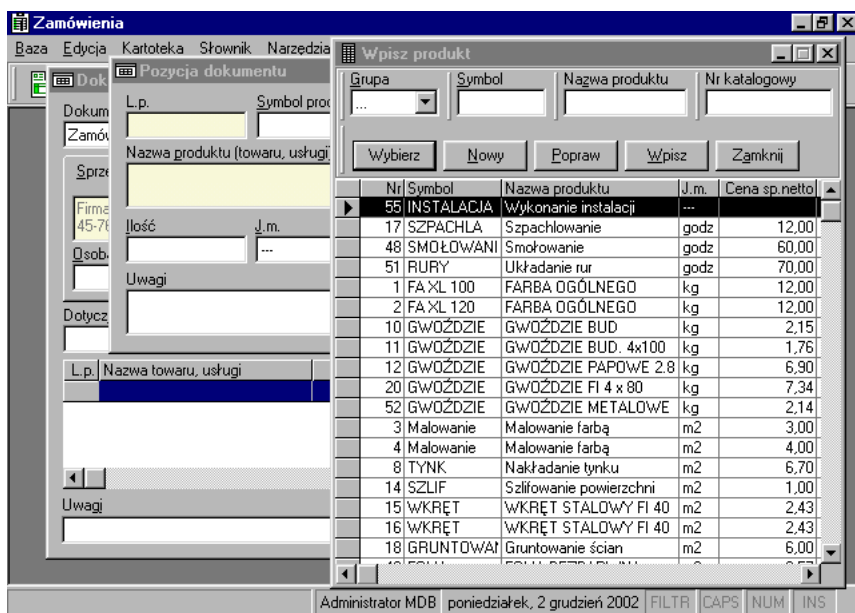 Zamówienia
Baza Edycja Kartoteka Słownik Narzędzia
Dok
Dokum
Zamów
Sprze
Firma
45-76
Osob
Dotycz
L.p. Nazwa towaru, usługi
Uwagi
Pozycja dokumentu
L.p. Symbol prod
Nazwa produktu (towaru, usługi
Ilość J.m.
---
Uwagi
Wpisz produkt
Grupa Symbol Nazwa produktu Nr katalogowy
...
Wybierz Nowy Popraw Wpisz Zamknij
Nr Symbol Nazwa produktu J.m. Cena sp.netto
55 INSTALACJA Wykonanie instalacji ---
17 SZPACHLA Szpachlowanie godz 12,00
48 SMOŁOWANI Smołowanie godz 60,00
51 RURY Układanie rur godz 70,00
1 FA XL 100 FARBA OGÓLNEGO kg 12,00
2 FA XL 120 FARBA OGÓLNEGO kg 12,00
10 GWOŹDZIE GWOŹDZIE BUD kg 2,15
11 GWOŹDZIE GWOŹDZIE BUD. 4x100 kg 1,76
12 GWOŹDZIE GWOŹDZIE PAPOWE 2.8 kg 6,90
20 GWOŹDZIE GWOŹDZIE FI 4 x 80 kg 7,34
52 GWOŹDZIE GWOŹDZIE METALOWE kg 2,14
3 Malowanie Malowanie farbą m2 3,00
4 Malowanie Malowanie farbą m2 4,00
8 TYNK Nakładanie tynku m2 6,70
14 SZLIF Szlifowanie powierzchni m2 1,00
15 WKRĘT WKRĘT STALOWY FI 40 m2 2,43
16 WKRĘT WKRĘT STALOWY FI 40 m2 2,43
18 GRUNTOWAN Gruntowanie ścian m2 6,00
Administrator MDB poniedziałek, 2 grudzień 2002 FILTR CAPS NUM INS